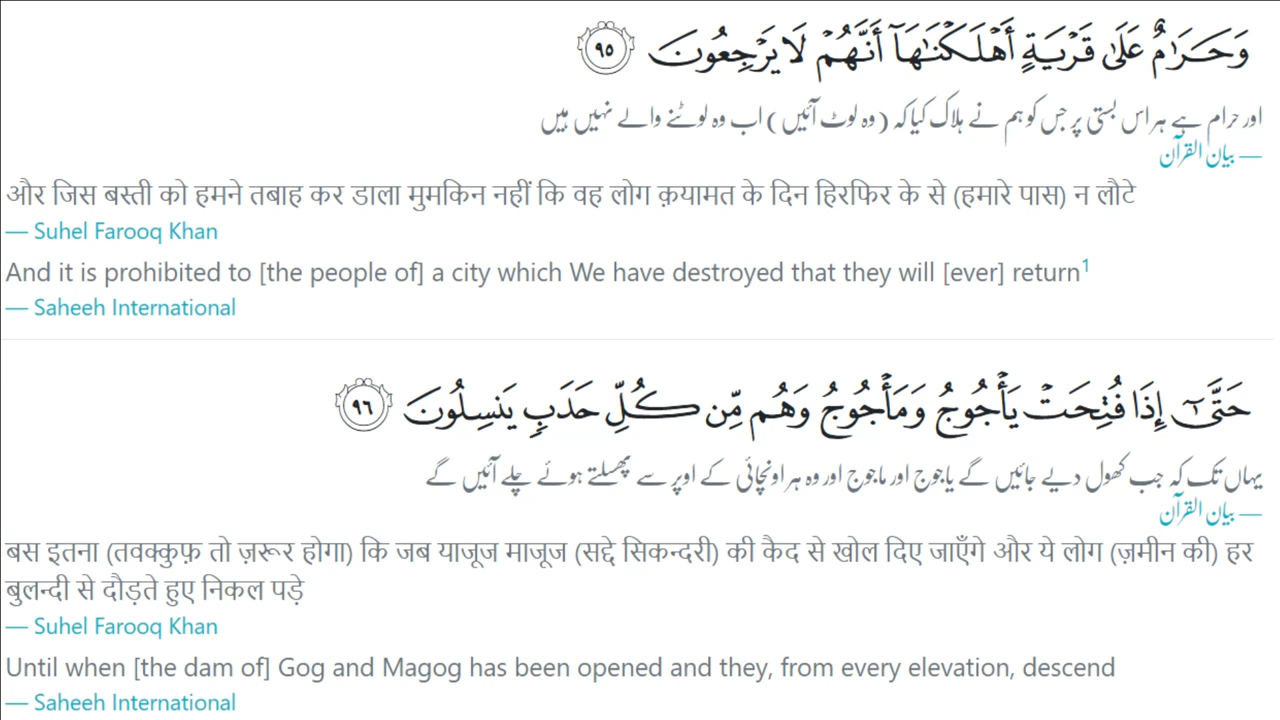 وَحَرَٰمٌ عَلَىٰ قَرْيَةٍ أَهْلَكْنَٰهَآ أَنَّهُمْ لَا يَرْجِعُونَ ٩٥
اور حرام ہے ہر اس بستی پر جس کو ہم نے ہلاک کیا کہ (وہ لوٹ آئیں) اب وہ لوٹنے والے نہیں ہیں
— بیان القرآن
और जिस बस्ती को हमने तबाह कर डाला मुमकिन नहीं कि वह लोग क़यामत के दिन हिरफिर के से (हमारे पास) न लौटे
— Suhel Farooq Khan
And it is prohibited to [the people of] a city which We have destroyed that they will [ever] return1
— Saheeh International
حَتَّىٰٓ إِذَا فُتِحَتْ يَأْجُوجُ وَمَأْجُوجُ وَهُم مِّن كُلِّ حَدَبٍ يَنسِلُونَ ٩٦
یہاں تک کہ جب کھول دیے جائیں گے یاجوج اور ماجوج اور وہ ہر اونچائی کے اوپر سے پھسلتے ہوئے چلے آئیں گے
— بیان القرآن
बस इतना (तवक्कुफ़ तो ज़रूर होगा) कि जब याजूज माजूज (सद्दे सिकन्दरी) की कैद से खोल दिए जाएँगे और ये लोग (ज़मीन की) हर
बुलन्दी से दौड़ते हुए निकल पड़े
— Suhel Farooq Khan
Until when [the dam of] Gog and Magog has been opened and they, from every elevation, descend
— Saheeh International